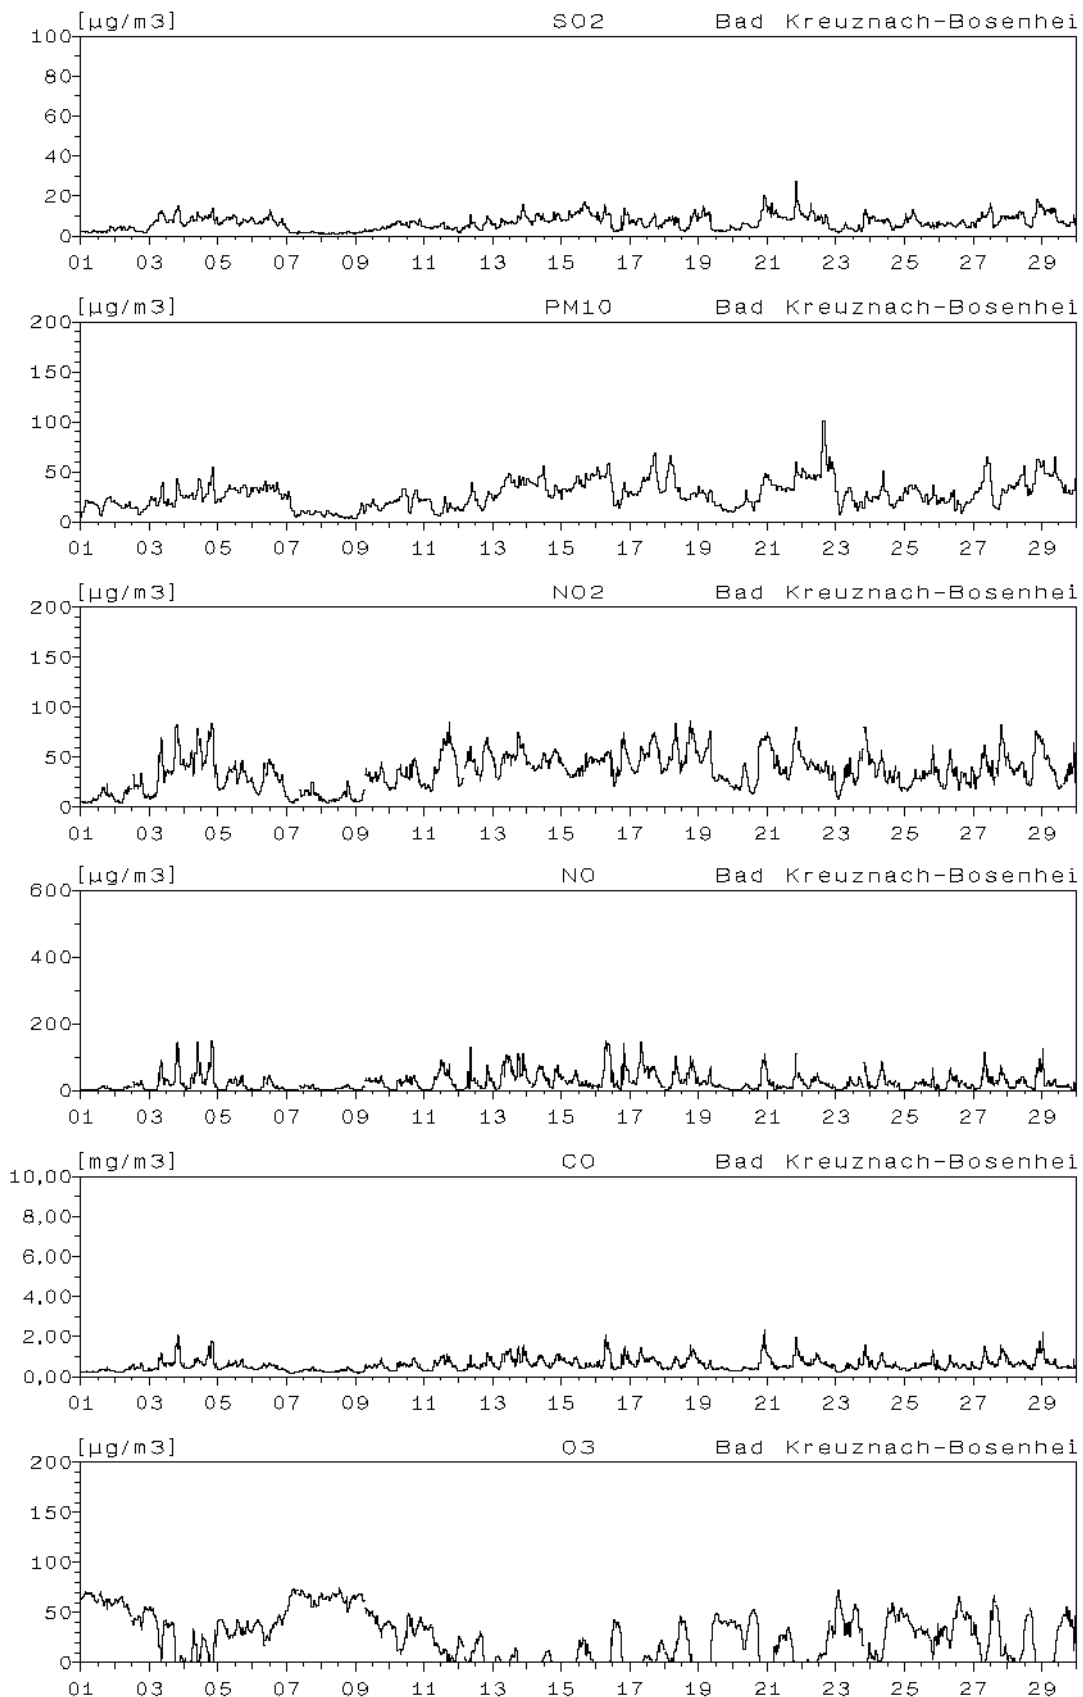 [µg/m3] SO2 Bad Kreuznach-Bosenhei
100
80
60
40
20
0
01 03 05 07 09 11 13 15 17 19 21 23 25 27 29
[µg/m3] PM10 Bad Kreuznach-Bosenhei
200
150
100
50
0
01 03 05 07 09 11 13 15 17 19 21 23 25 27 29
[µg/m3] NO2 Bad Kreuznach-Bosenhei
200
150
100
50
0
01 03 05 07 09 11 13 15 17 19 21 23 25 27 29
[µg/m3] NO Bad Kreuznach-Bosenhei
600
400
200
0
01 03 05 07 09 11 13 15 17 19 21 23 25 27 29
[mg/m3] CO Bad Kreuznach-Bosenhei
10,00
8,00
6,00
4,00
2,00
0,00
01 03 05 07 09 11 13 15 17 19 21 23 25 27 29
[µg/m3] O3 Bad Kreuznach-Bosenhei
200
150
100
50
0
01 03 05 07 09 11 13 15 17 19 21 23 25 27 29